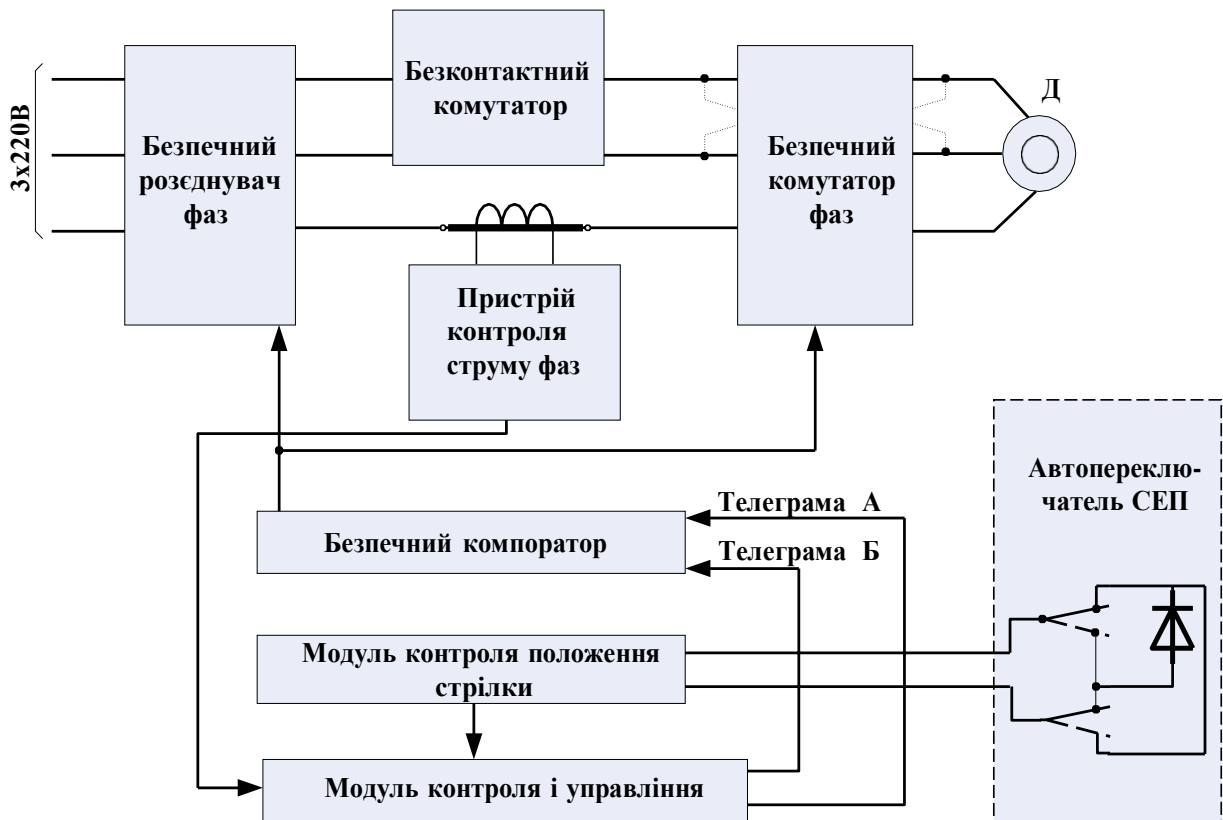 3х220В
Безпечний
розєднувач
фаз
Безконтактний
комутатор
Безпечний
комутатор
фаз
Д
Пристрій
контроля
струму фаз
Автопереклю-
чатель СЕП
Телеграма А
Безпечний компоратор
Телеграма Б
Модуль контроля положення
стрілки
Модуль контроля і управління